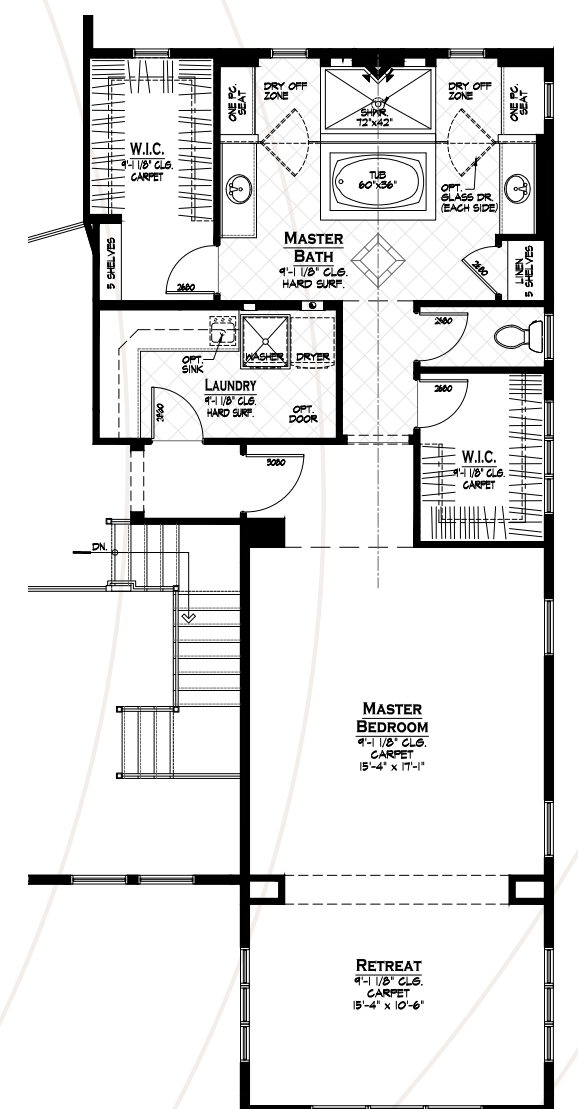 ONE PC.
SEAT
DRY OFF
ZONE
SHWR.
72"x42"
DRY OFF
ZONE
ONE PC.
SEAT
W.I.C.
9'-1 1/8" CLG.
CARPET
TUB
60"x36"
OPT.
GLASS DR.
(EACH SIDE)
5 SHELVES
2680
MASTER
BATH
9'-1 1/8" CLG.
HARD SURF.
2680
LINEN
5 SHELVES
OPT.
SINK
WASHER
DRYER
2680
LAUNDRY
9'-1 1/8" CLG.
HARD SURF.
2880
OPT.
DOOR
2680
W.I.C.
9'-1 1/8" CLG.
CARPET
3080
DN.
MASTER
BEDROOM
9'-1 1/8" CLG.
CARPET
15'-4" x 17'-1"
RETREAT
9'-1 1/8" CLG.
CARPET
15'-4" x 10'-6"